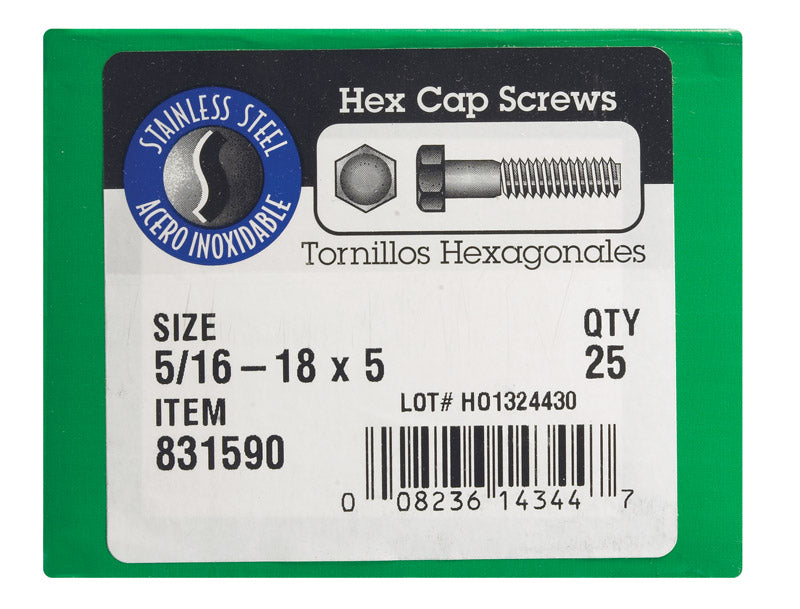 STAINLESS STEEL
ACERO INOXIDABLE
Hex Cap Screws
Tornillos Hexagonales
SIZE
5/16 – 18 x 5
QTY
25
ITEM
831590
LOT# H01324430
0 08236 14344 7